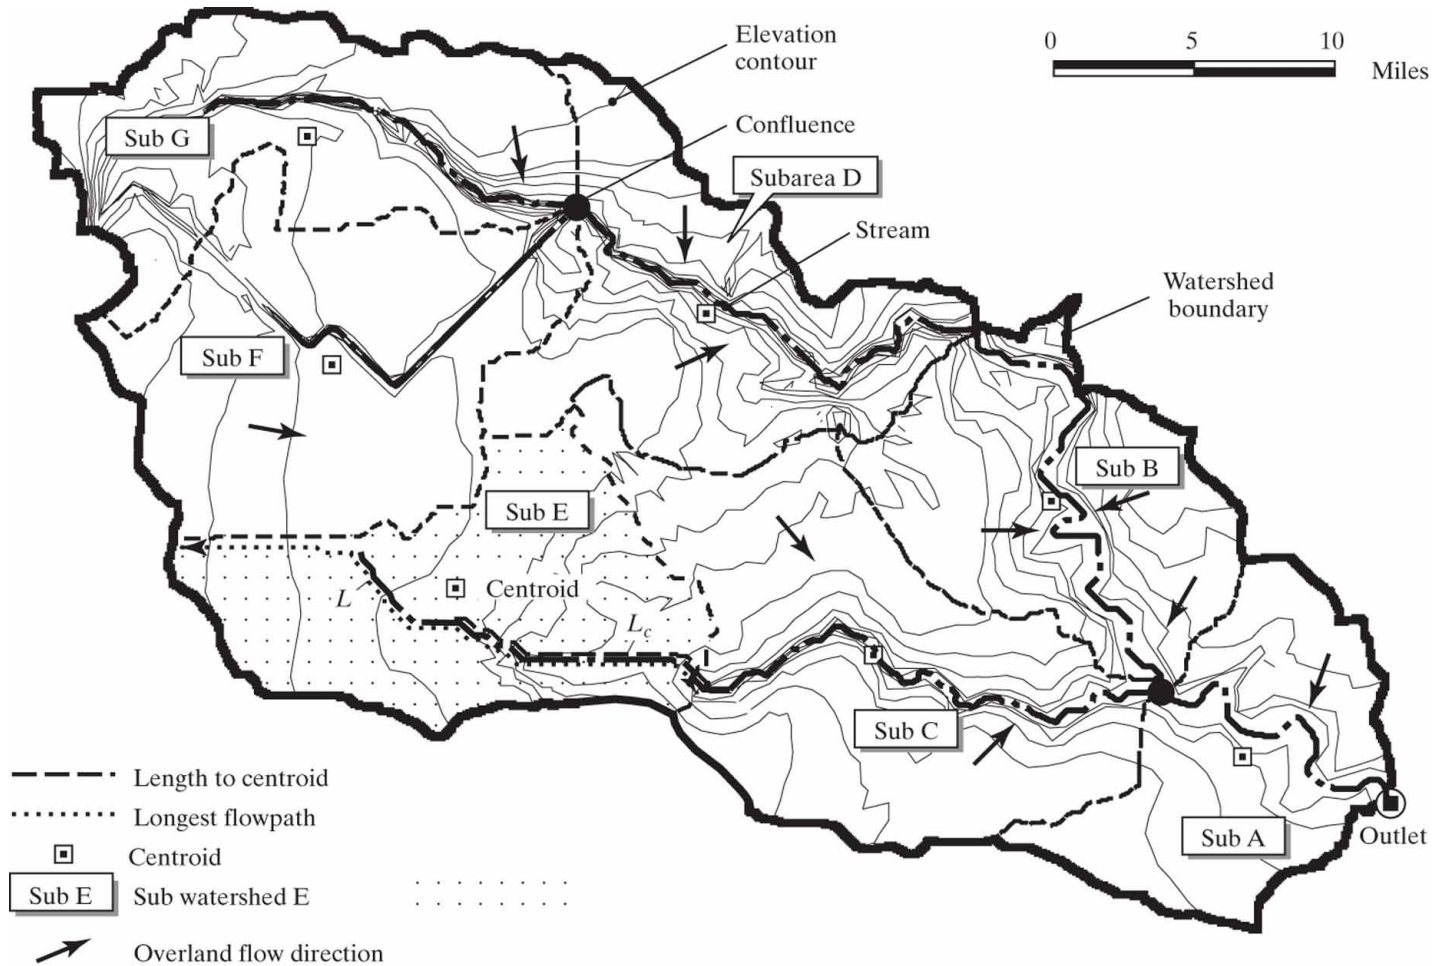 Elevation
contour
0 5 10
Miles
Confluence
Sub G
Subarea D
Stream
Watershed
boundary
Sub F
Sub B
Sub E
Centroid
L
Lc
Sub C
Sub A
Outlet
Length to centroid
Longest flowpath
Centroid
Sub E Sub watershed E
Overland flow direction